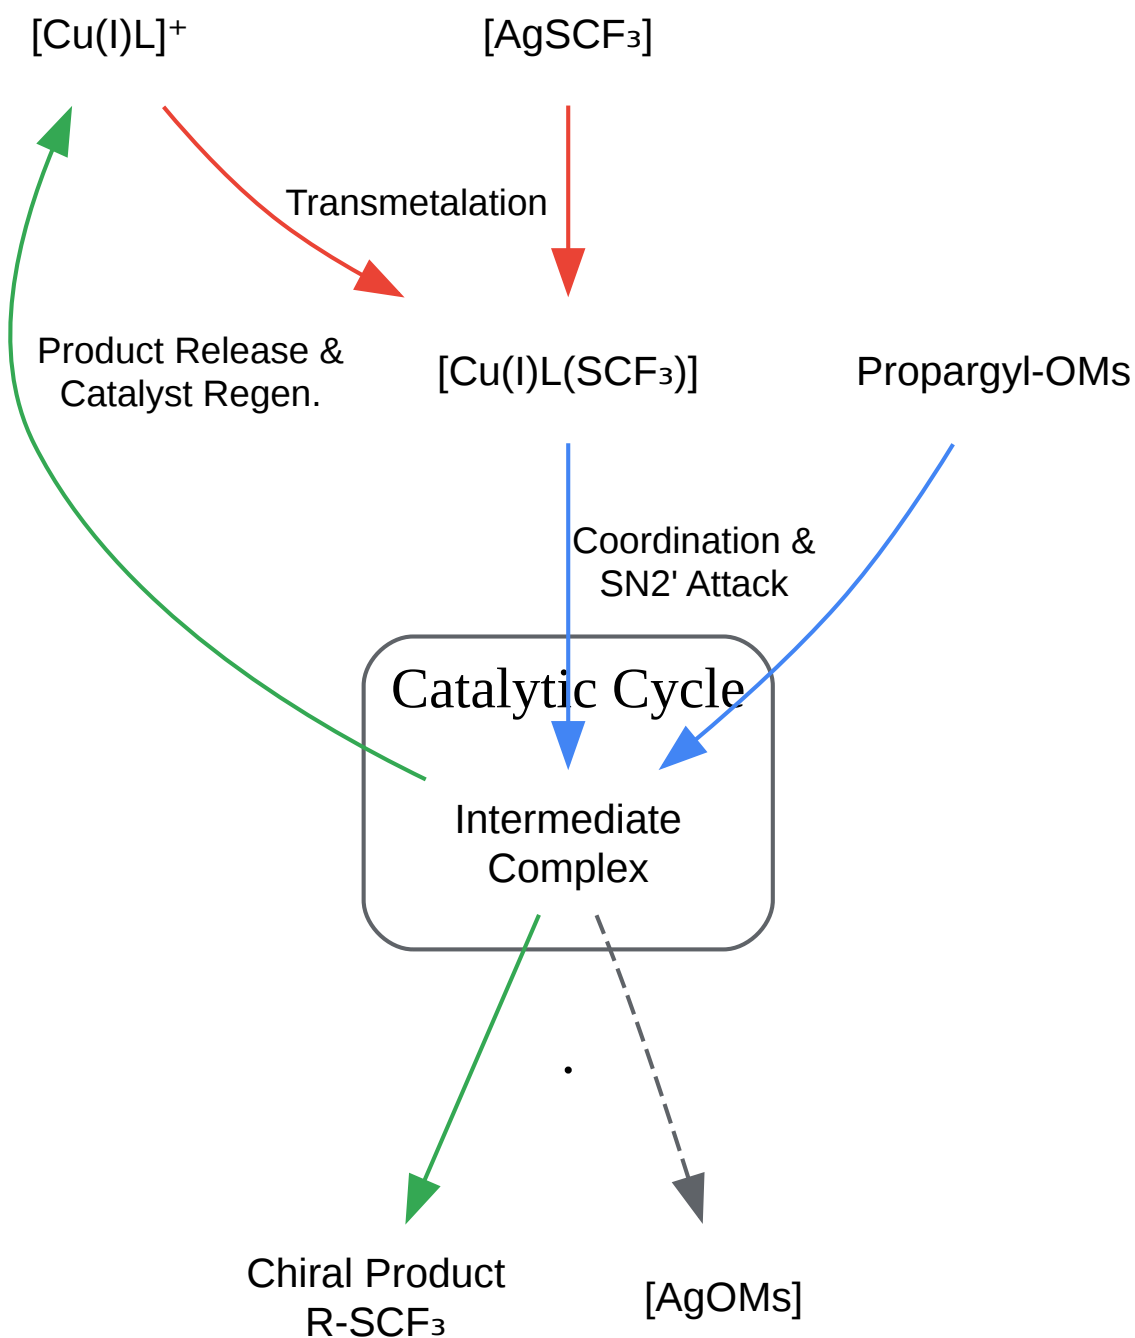 [Cu(I)L]⁺
[AgSCF₃]
Transmetalation
Product Release &
Catalyst Regen.
[Cu(I)L(SCF₃)]
Propargyl-OMs
Coordination &
SN2' Attack
Catalytic Cycle
Intermediate
Complex
.
Chiral Product
R-SCF₃
[AgOMs]